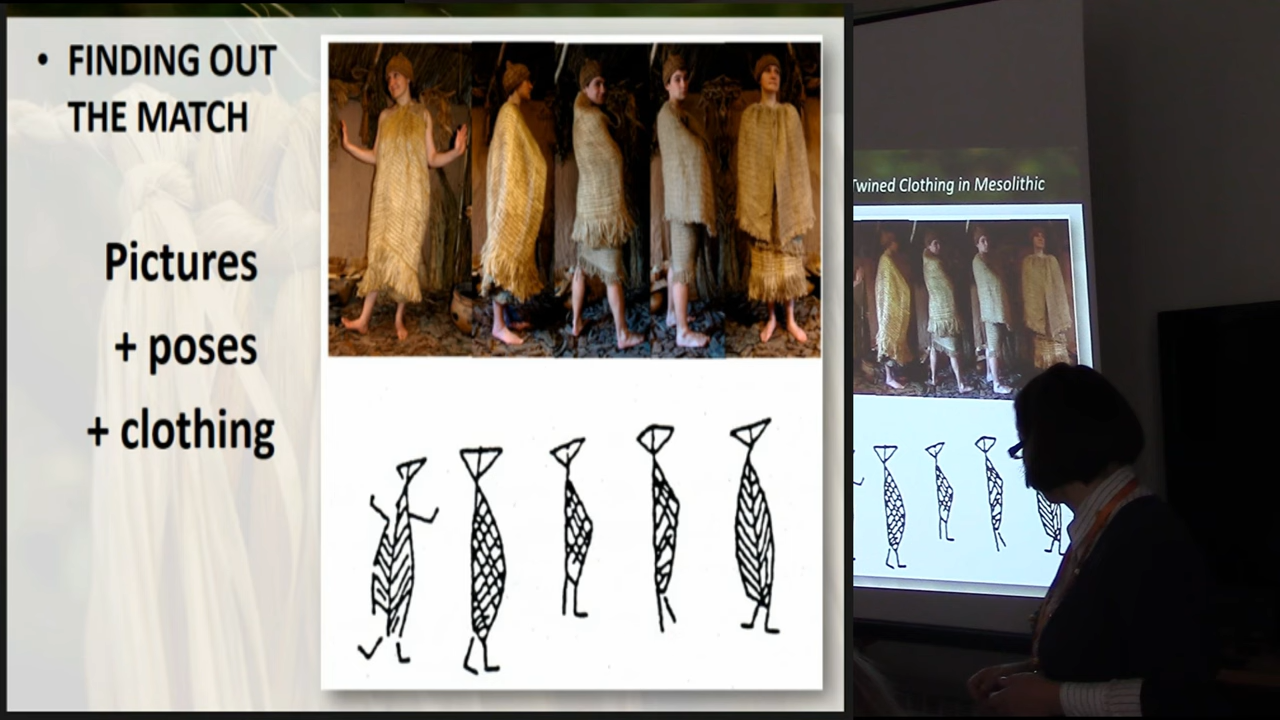 • FINDING OUT
THE MATCH
Pictures
+ poses
+ clothing
Twined Clothing in Mesolithic